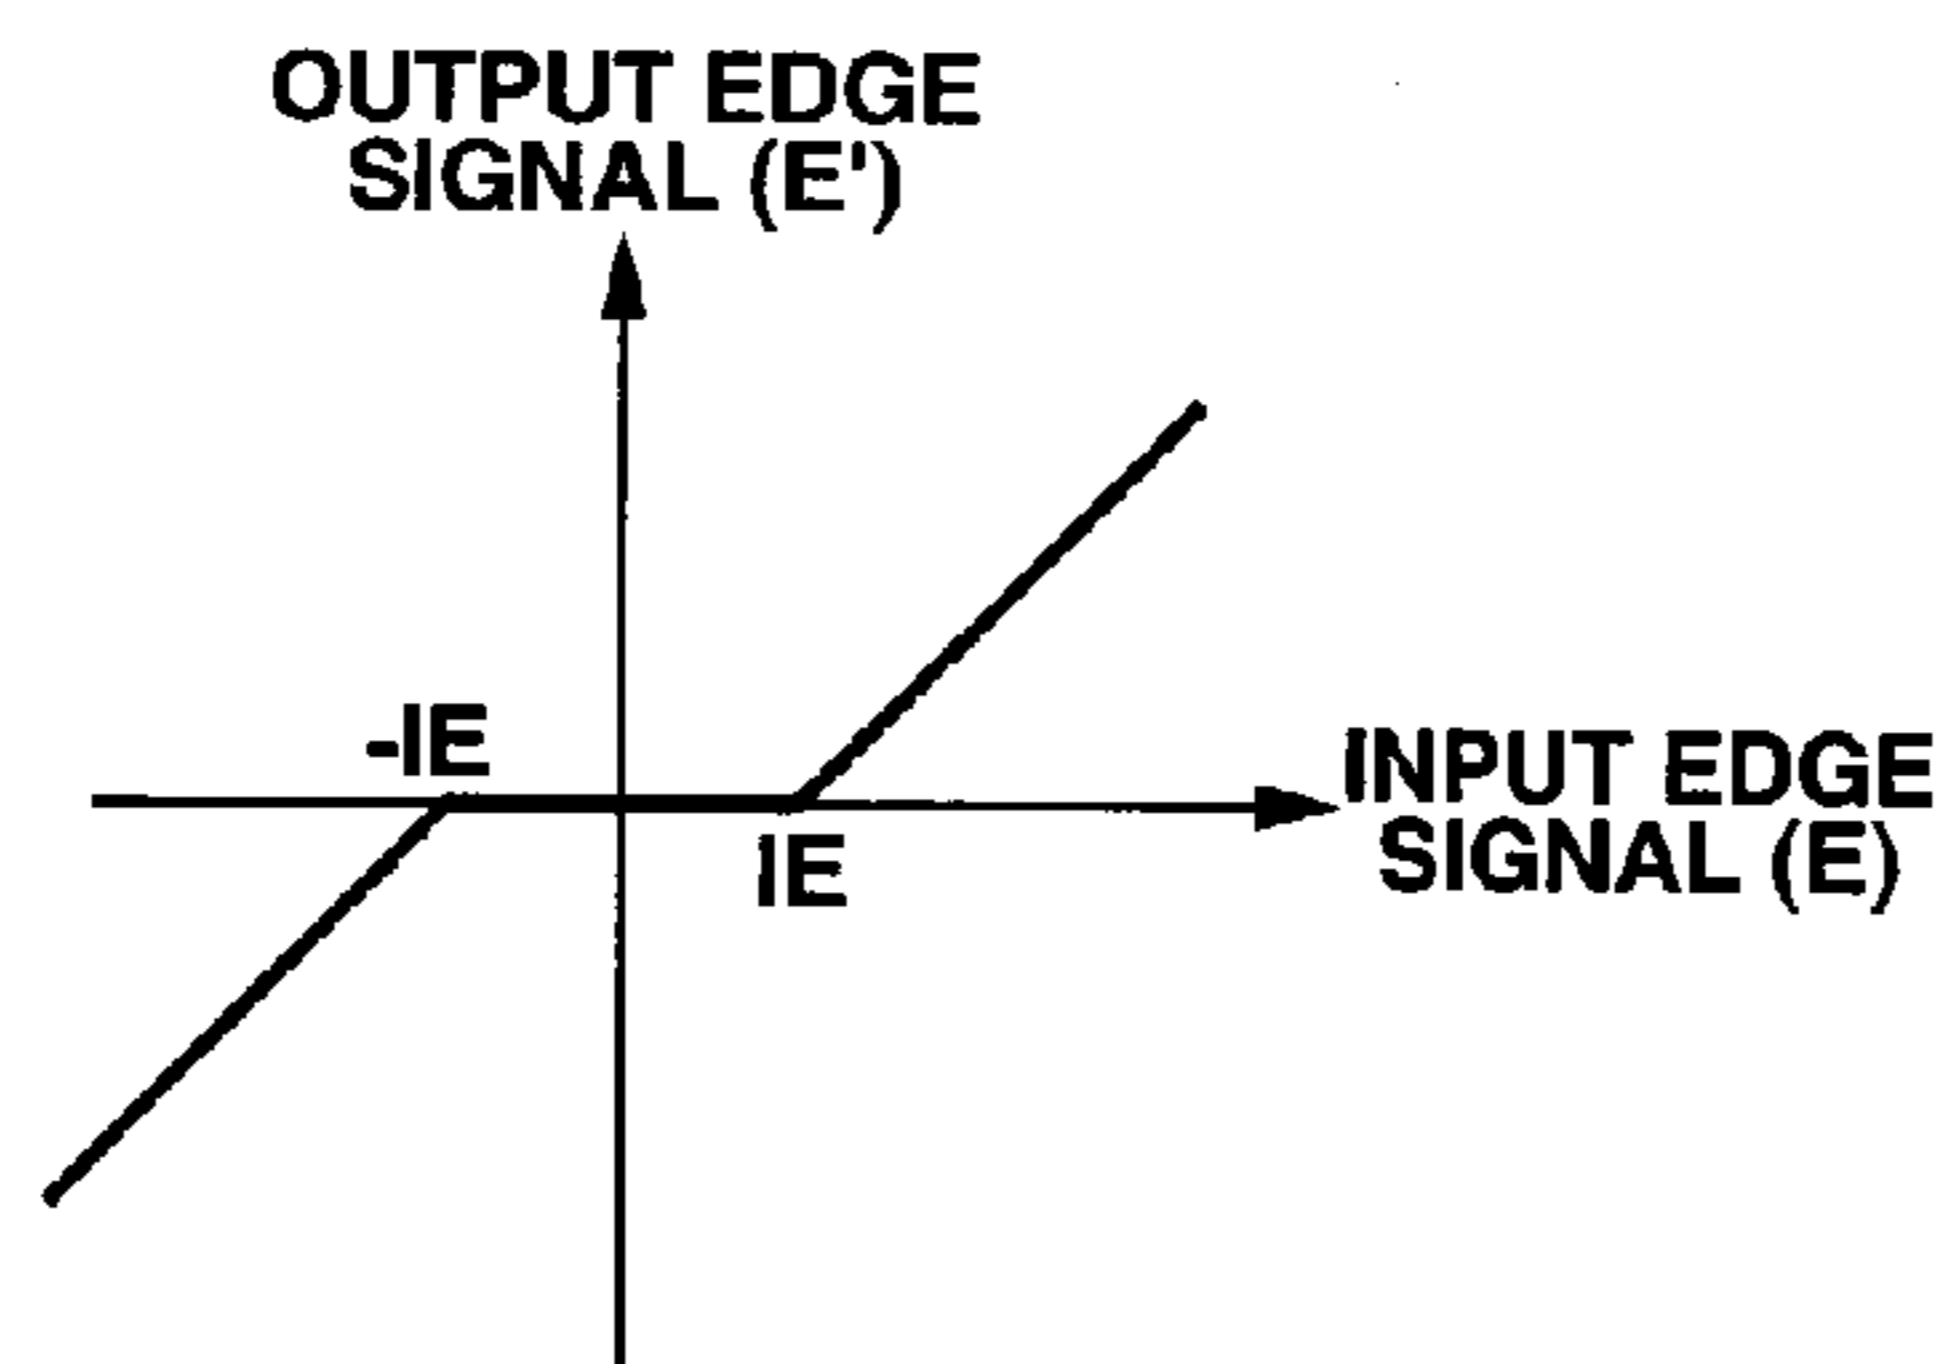 OUTPUT EDGE
SIGNAL (E')
-IE
IE
INPUT EDGE
SIGNAL (E)